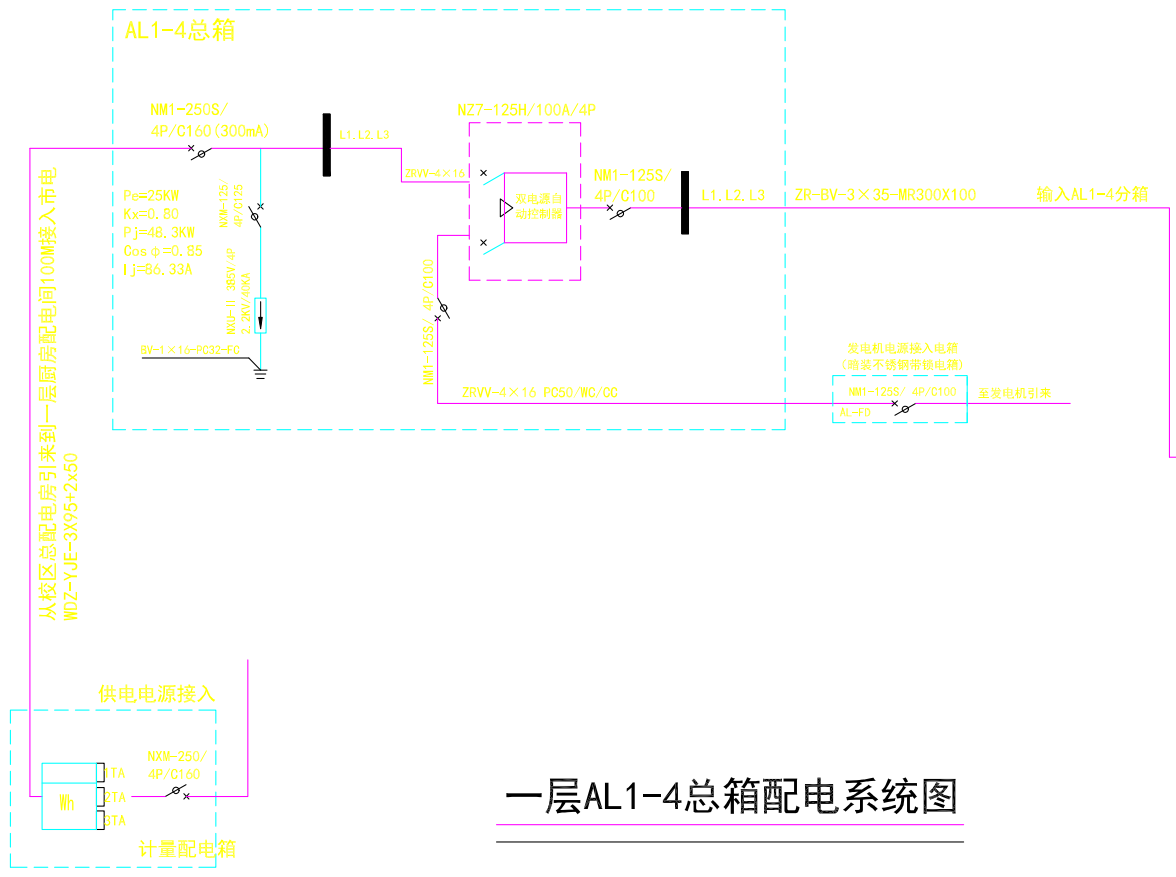 AL1-4总箱
NM1-250S/
4P/C160(300mA)
L1.L2.L3
NZ7-125H/100A/4P
ZRVV-4×16
双电源自
动控制器
NM1-125S/
4P/C100
L1,L2,L3
ZR-BV-3×35-MR300X100
输入AL1-4分箱
Pe=25KW
Kx=0.80
Pj=48.3KW
Cosφ=0.85
Ij=86.33A
NXM-125/
4P/C125
NXU-II 385V/4P
2.2KV/40KA
BV-1×16-PC32-FC
NM1-125S/ 4P/C100
ZRVV-4×16 PC50/WC/CC
发电机电源接入电箱
NM1-125S/ 4P/C100
AL-FD
至发电机引来
从校区总配电房引来到一层厨房配电间100M接入市电
WDZ-YJE-3X95+2x50
供电电源接入
NXM-250/
4P/C160
1TA
2TA
3TA
Wh
计量配电箱
一层AL1-4总箱配电系统图